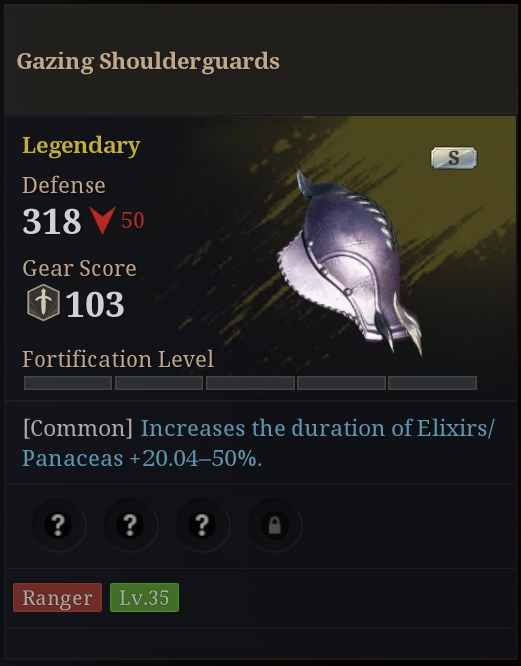 Gazing Shoulderguards
Legendary
S
Defense
318 50
Gear Score
103
Fortification Level
[Common] Increases the duration of Elixirs/
Panaceas +20.04–50%.
? ? ?
Ranger Lv.35